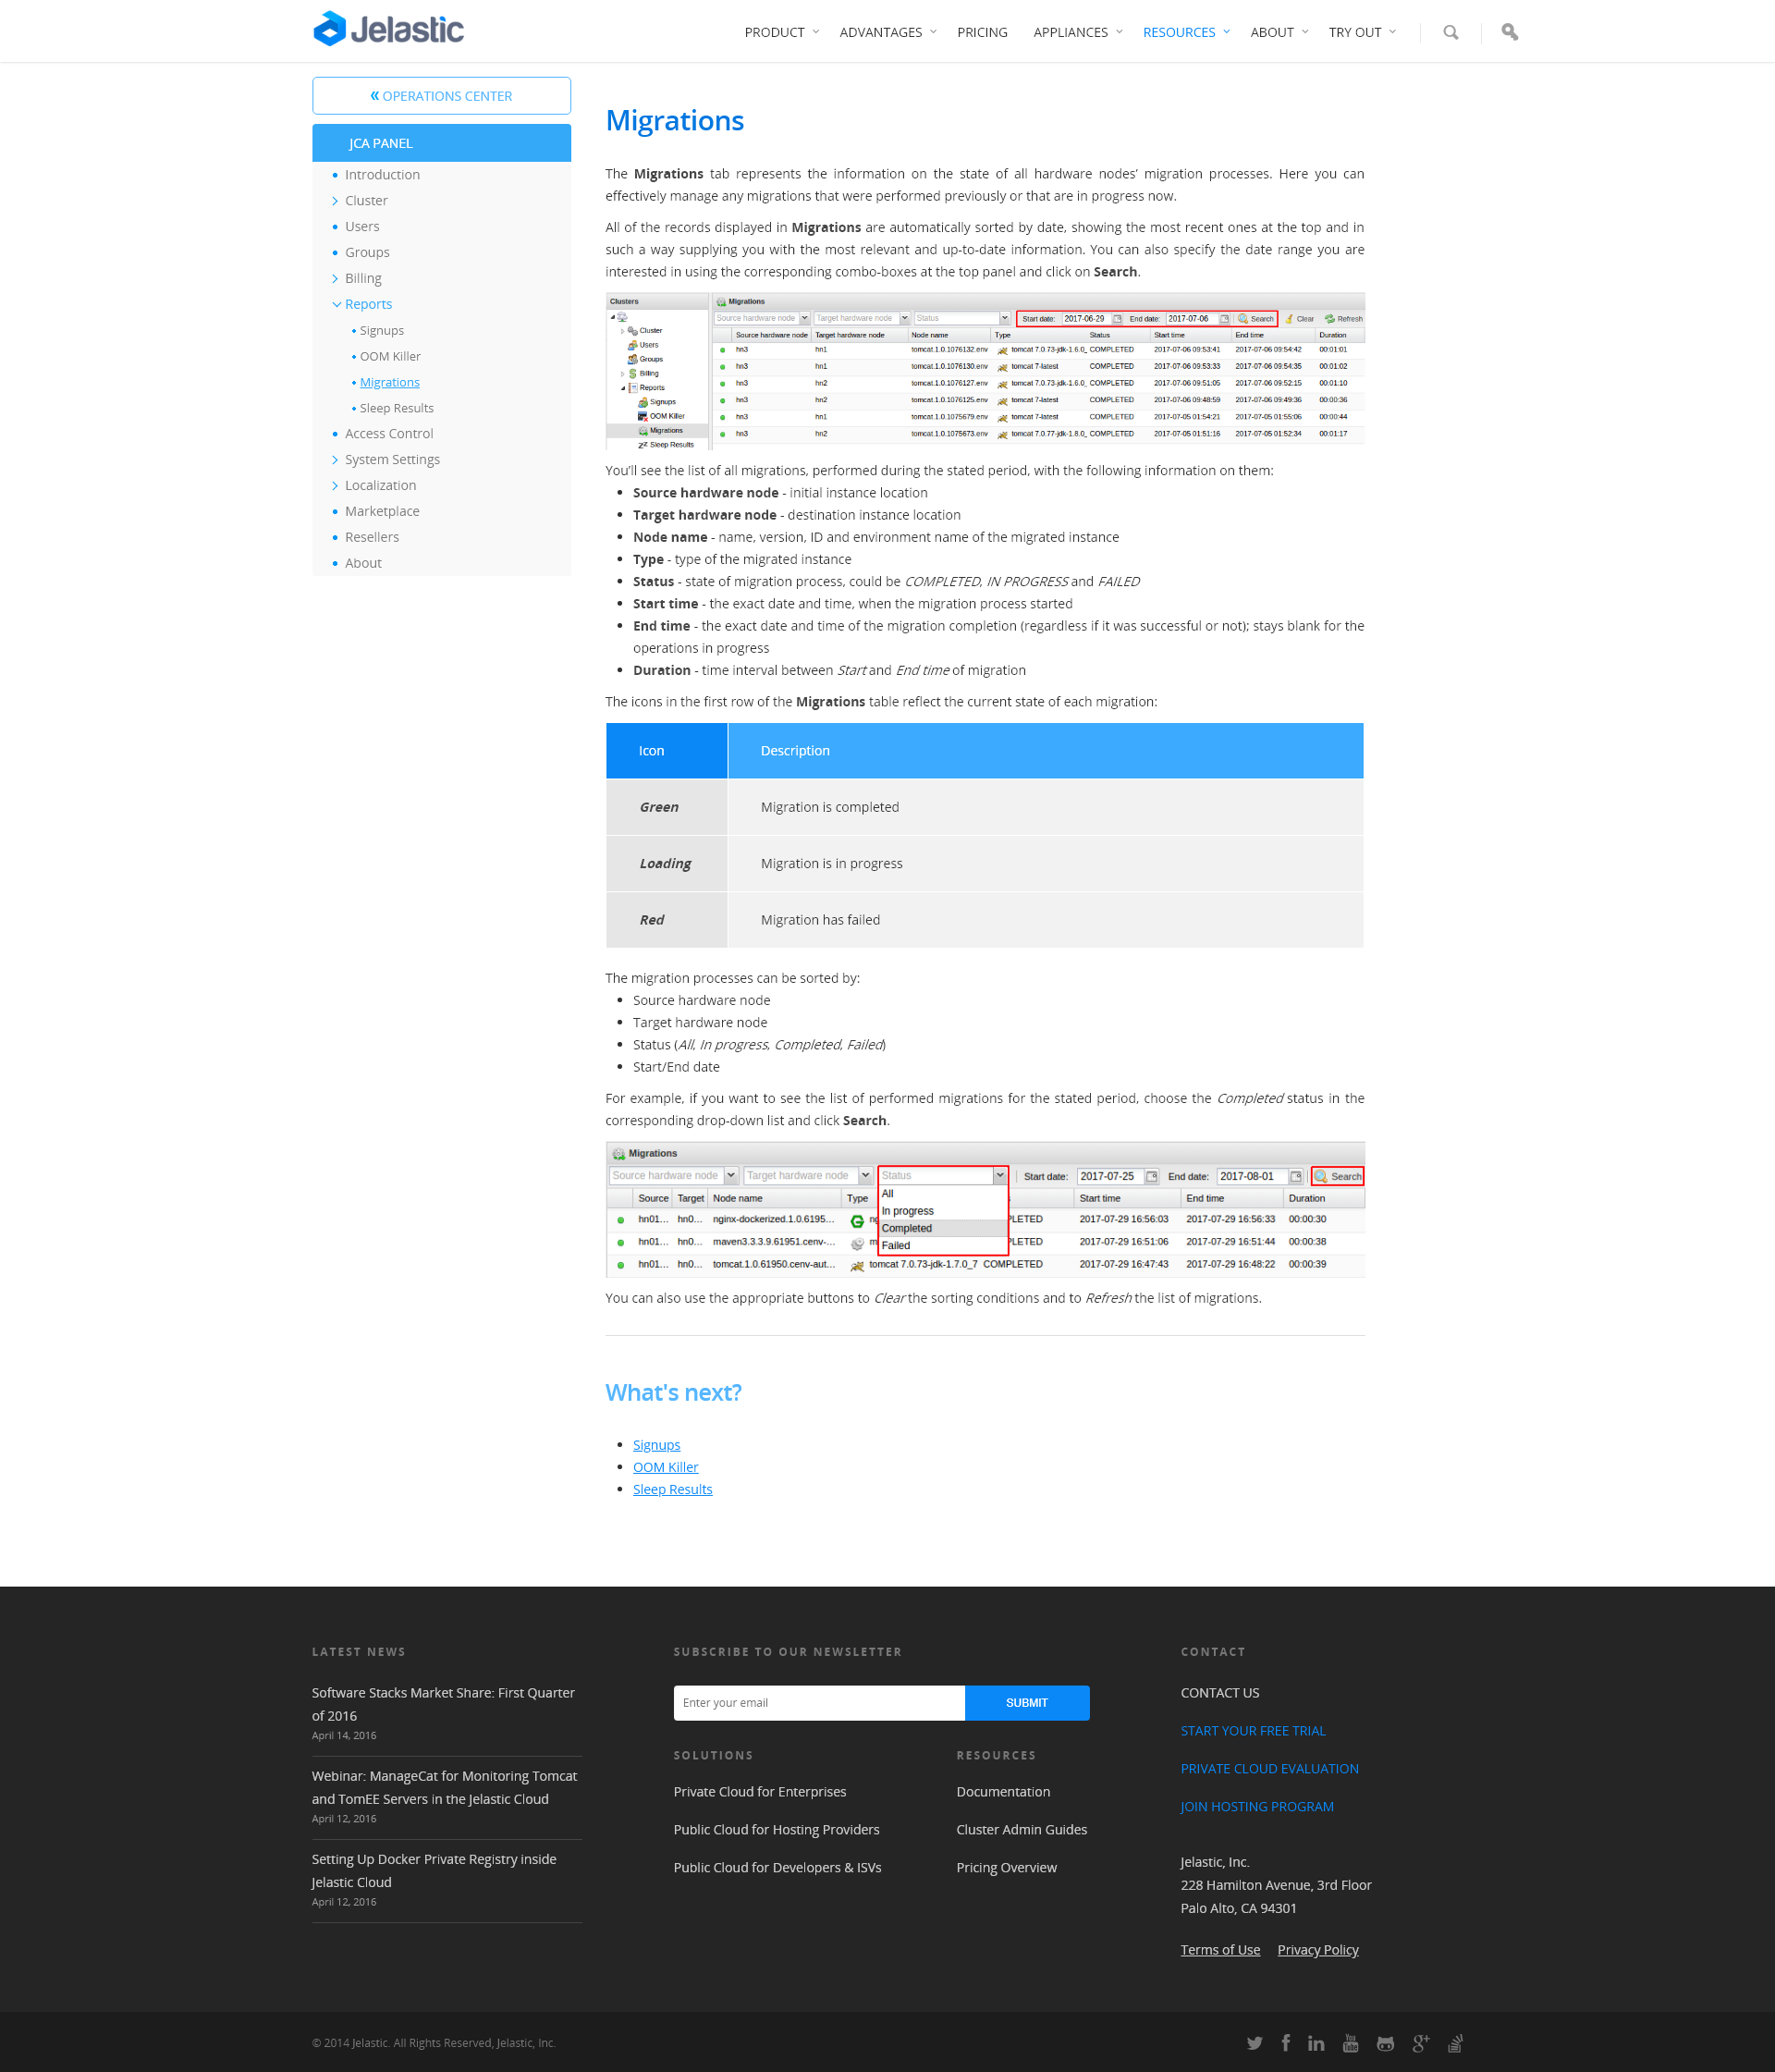 Jelastic
PRODUCT ADVANTAGES PRICING APPLIANCES RESOURCES ABOUT TRY OUT
« OPERATIONS CENTER
JCA PANEL
Introduction
Cluster
Users
Groups
Billing
Reports
Signups
OOM Killer
Migrations
Sleep Results
Access Control
System Settings
Localization
Marketplace
Resellers
About
Migrations
The Migrations tab represents the information on the state of all hardware nodes' migration processes. Here you can
effectively manage any migrations that were performed previously or that are in progress now.
All of the records displayed in Migrations are automatically sorted by date, showing the most recent ones at the top and in
such a way supplying you with the most relevant and up-to-date information. You can also specify the date range you are
interested in using the corresponding combo-boxes at the top panel and click on Search.
Clusters
Cluster
Users
Groups
Billing
Reports
Signups
OOM Killer
Migrations
Sleep Results
Migrations
Source hardware node Target hardware node Status Start date: 2017-06-29 End date: 2017-07-06 Search Clear Refresh
Source hardware node Target hardware node Node name Type Status Start time End time Duration
hn3 hn1 tomcat.1.0.1076132.env tomcat 7.0.73-jdk-1.6.0_ COMPLETED 2017-07-06 09:53:41 2017-07-06 09:54:42 00:01:01
hn3 hn1 tomcat.1.0.1076130.env tomcat 7-latest COMPLETED 2017-07-06 09:53:33 2017-07-06 09:54:35 00:01:02
hn3 hn2 tomcat.1.0.1076127.env tomcat 7.0.73-jdk-1.6.0_ COMPLETED 2017-07-06 09:51:05 2017-07-06 09:52:15 00:01:10
hn3 hn2 tomcat.1.0.1076125.env tomcat 7-latest COMPLETED 2017-07-06 09:48:59 2017-07-06 09:49:36 00:00:36
hn3 hn1 tomcat.1.0.1075679.env tomcat 7-latest COMPLETED 2017-07-05 01:54:21 2017-07-05 01:55:06 00:00:44
hn3 hn2 tomcat.1.0.1075673.env tomcat 7.0.77-jdk-1.8.0_ COMPLETED 2017-07-05 01:51:16 2017-07-05 01:52:34 00:01:17
You'll see the list of all migrations, performed during the stated period, with the following information on them:
• Source hardware node - initial instance location
• Target hardware node - destination instance location
• Node name - name, version, ID and environment name of the migrated instance
• Type - type of the migrated instance
• Status - state of migration process, could be COMPLETED, IN PROGRESS and FAILED
• Start time - the exact date and time, when the migration process started
• End time - the exact date and time of the migration completion (regardless if it was successful or not); stays blank for the
operations in progress
• Duration - time interval between Start and End time of migration
The icons in the first row of the Migrations table reflect the current state of each migration:
Icon Description
Green Migration is completed
Loading Migration is in progress
Red Migration has failed
The migration processes can be sorted by:
• Source hardware node
• Target hardware node
• Status (All, In progress, Completed, Failed)
• Start/End date
For example, if you want to see the list of performed migrations for the stated period, choose the Completed status in the
corresponding drop-down list and click Search.
Migrations
Source hardware node Target hardware node Status Start date: 2017-07-25 End date: 2017-08-01 Search
Source Target Node name Type Start time End time Duration
All
In progress
Completed
Failed
hn01... hn0... nginx-dockerized.1.0.6195... PLETED 2017-07-29 16:56:03 2017-07-29 16:56:33 00:00:30
hn01... hn0... maven3.3.3.9.61951.cenv-... PLETED 2017-07-29 16:51:06 2017-07-29 16:51:44 00:00:38
hn01... hn0... tomcat.1.0.61950.cenv-aut... tomcat 7.0.73-jdk-1.7.0_7 COMPLETED 2017-07-29 16:47:43 2017-07-29 16:48:22 00:00:39
You can also use the appropriate buttons to Clear the sorting conditions and to Refresh the list of migrations.
What's next?
• Signups
• OOM Killer
• Sleep Results
LATEST NEWS
Software Stacks Market Share: First Quarter
of 2016
April 14, 2016
Webinar: ManageCat for Monitoring Tomcat
and TomEE Servers in the Jelastic Cloud
April 12, 2016
Setting Up Docker Private Registry inside
Jelastic Cloud
April 12, 2016
SUBSCRIBE TO OUR NEWSLETTER
Enter your email SUBMIT
SOLUTIONS
Private Cloud for Enterprises
Public Cloud for Hosting Providers
Public Cloud for Developers & ISVs
RESOURCES
Documentation
Cluster Admin Guides
Pricing Overview
CONTACT
CONTACT US
START YOUR FREE TRIAL
PRIVATE CLOUD EVALUATION
JOIN HOSTING PROGRAM
Jelastic, Inc.
228 Hamilton Avenue, 3rd Floor
Palo Alto, CA 94301
Terms of Use Privacy Policy
© 2014 Jelastic. All Rights Reserved, Jelastic, Inc.